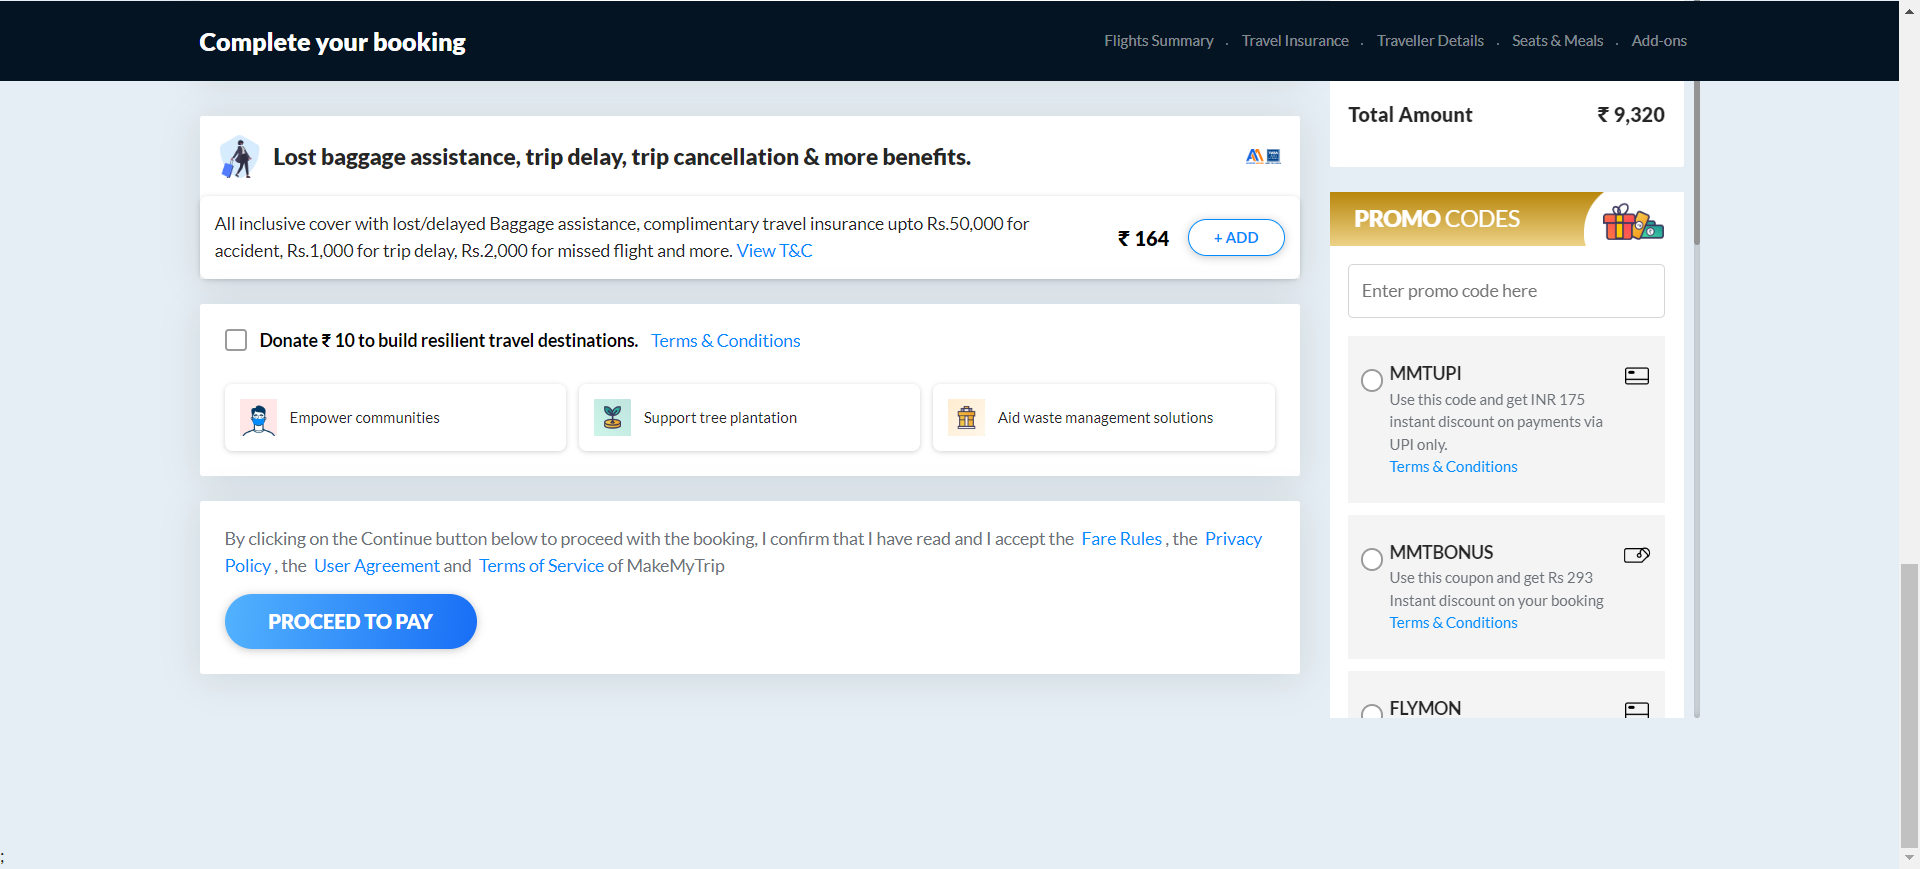 Complete your booking
Flights Summary . Travel Insurance . Traveller Details . Seats & Meals . Add-ons
Lost baggage assistance, trip delay, trip cancellation & more benefits.
All inclusive cover with lost/delayed Baggage assistance, complimentary travel insurance upto Rs.50,000 for
accident, Rs.1,000 for trip delay, Rs.2,000 for missed flight and more. View T&C
₹ 164
+ ADD
Donate ₹ 10 to build resilient travel destinations. Terms & Conditions
Empower communities
Support tree plantation
Aid waste management solutions
By clicking on the Continue button below to proceed with the booking, I confirm that I have read and I accept the Fare Rules , the Privacy
Policy , the User Agreement and Terms of Service of MakeMyTrip
PROCEED TO PAY
Total Amount ₹ 9,320
PROMO CODES
Enter promo code here
MMTUPI
Use this code and get INR 175
instant discount on payments via
UPI only.
Terms & Conditions
MMTBONUS
Use this coupon and get Rs 293
Instant discount on your booking
Terms & Conditions
FLYMON
;